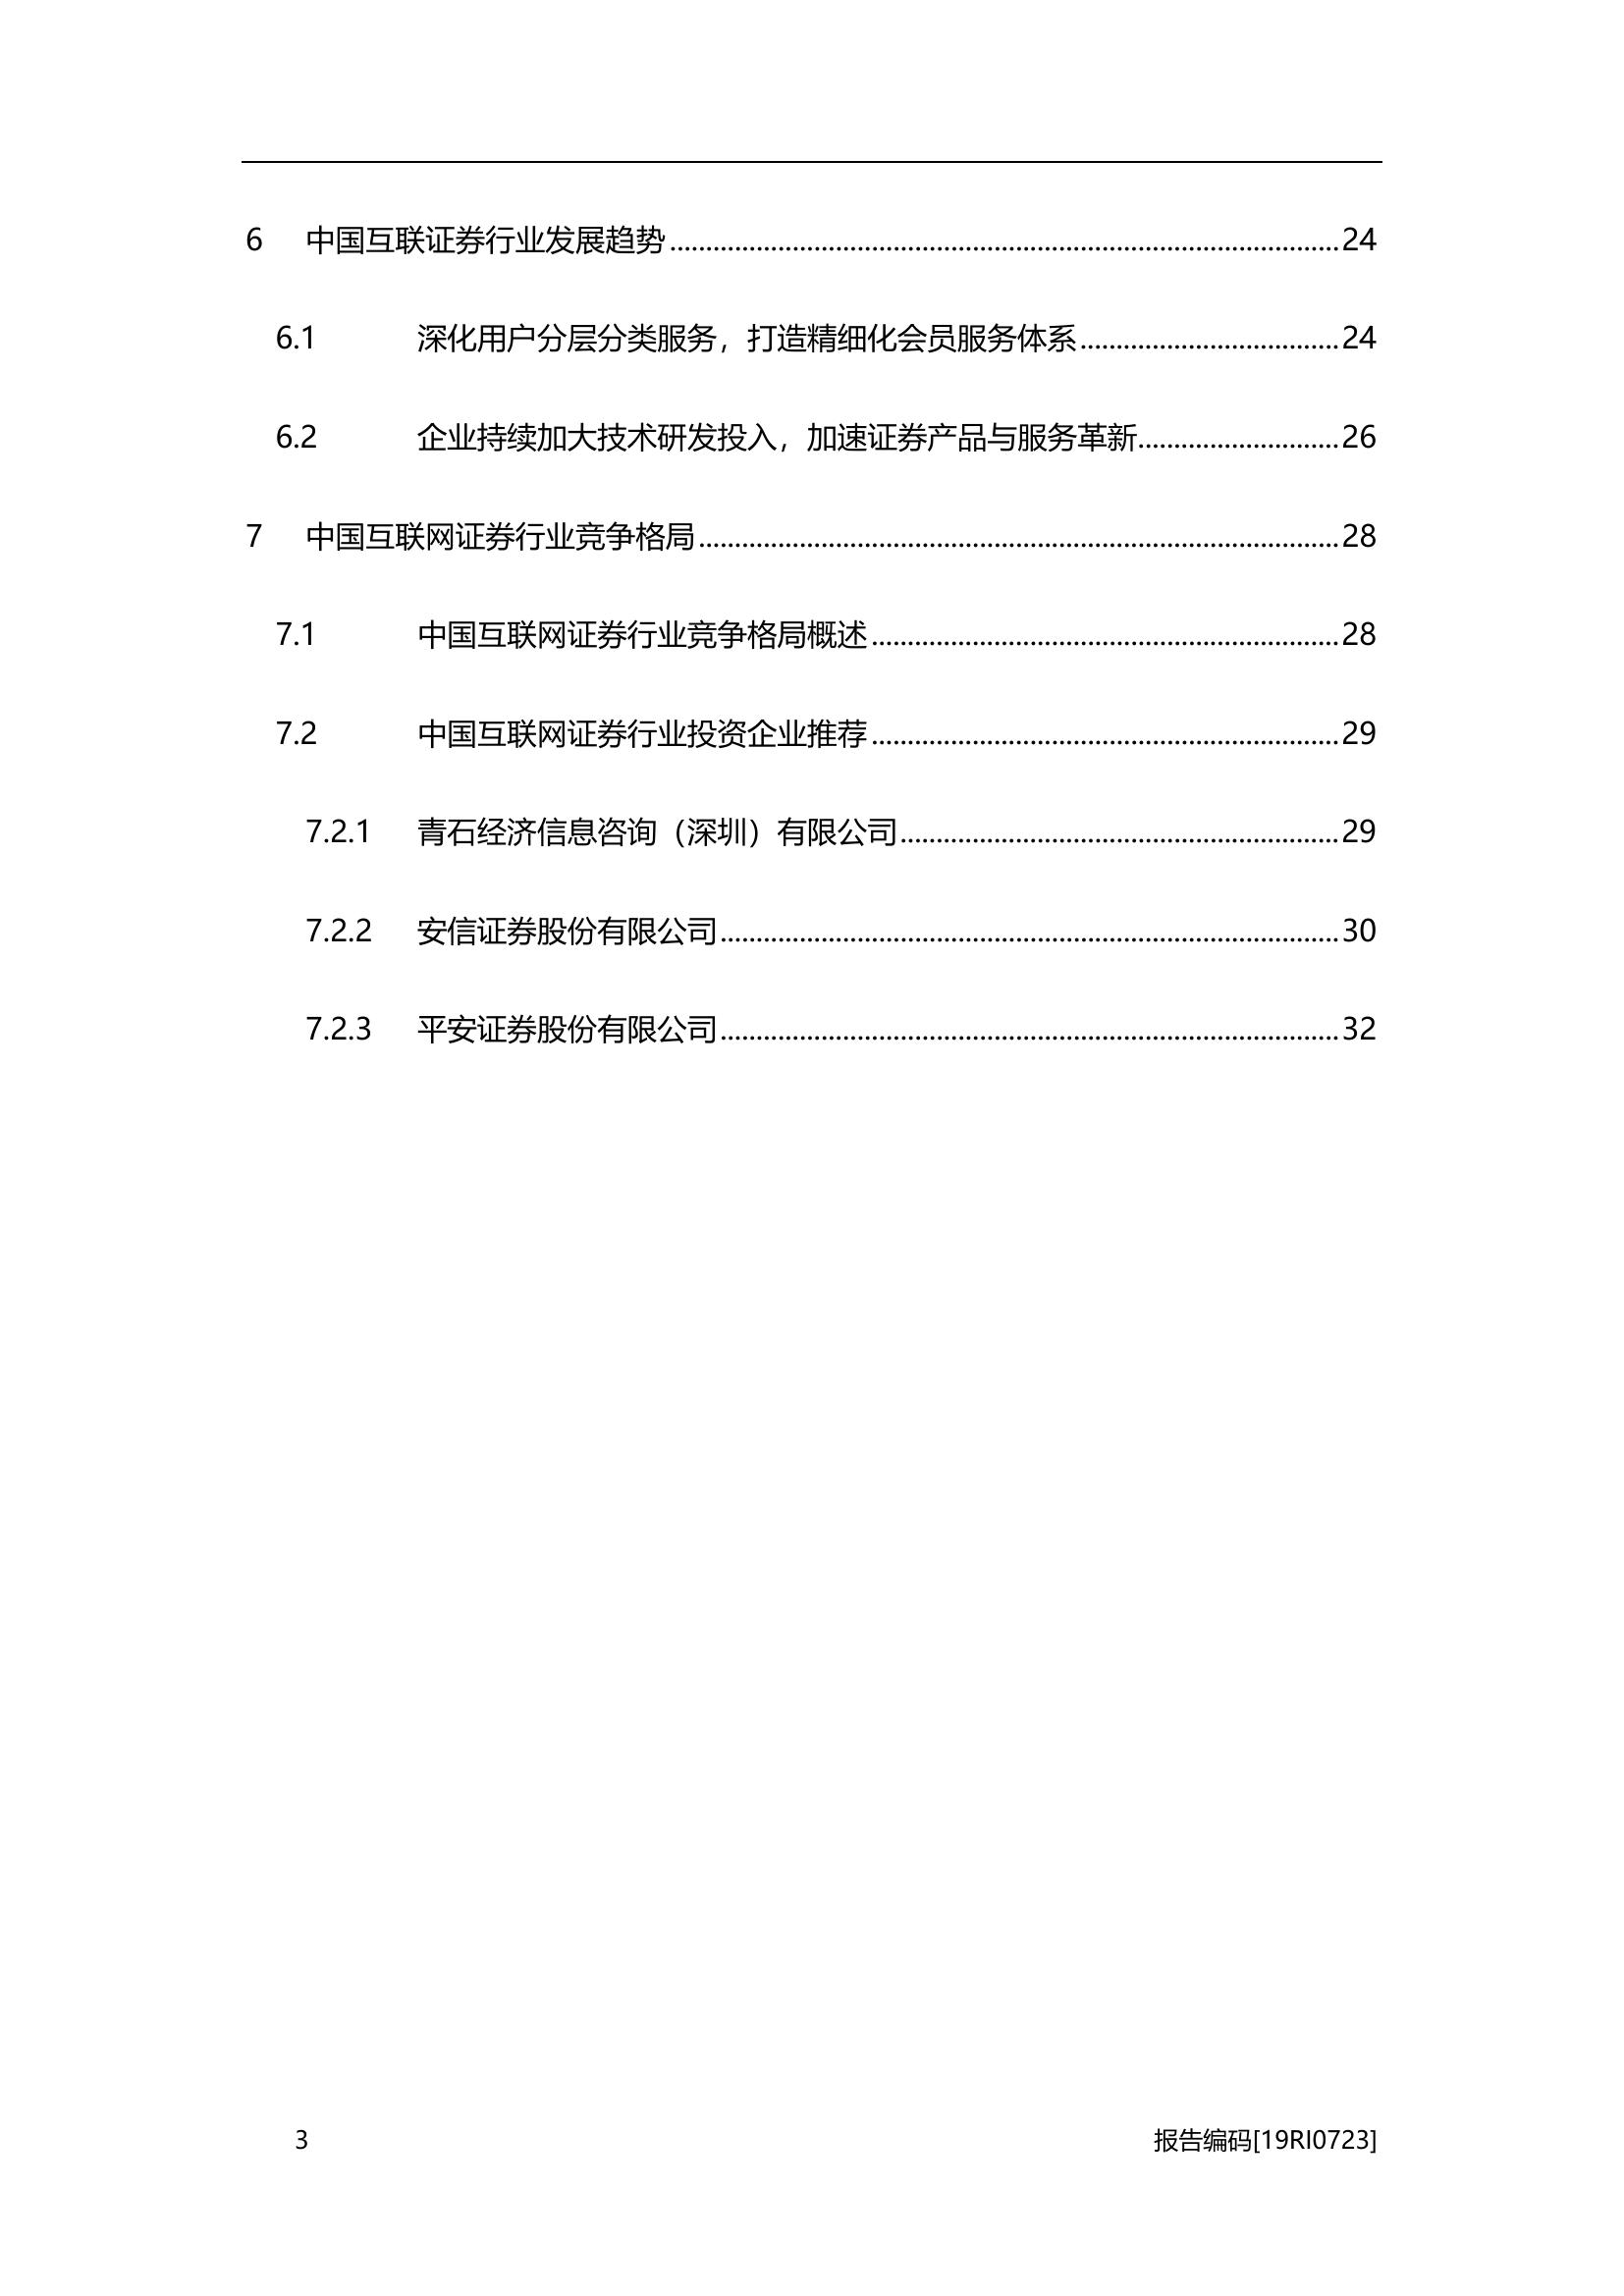 6 中国互联证券行业发展趋势........................................24
6.1 深化用户分层分类服务，打造精细化会员服务体系........................................24
6.2 企业持续加大技术研发投入，加速证券产品与服务革新........................................26
7 中国互联网证券行业竞争格局........................................28
7.1 中国互联网证券行业竞争格局概述........................................28
7.2 中国互联网证券行业投资企业推荐........................................29
7.2.1 青石经济信息咨询（深圳）有限公司........................................29
7.2.2 安信证券股份有限公司........................................30
7.2.3 平安证券股份有限公司........................................32
3 报告编码[19RI0723]